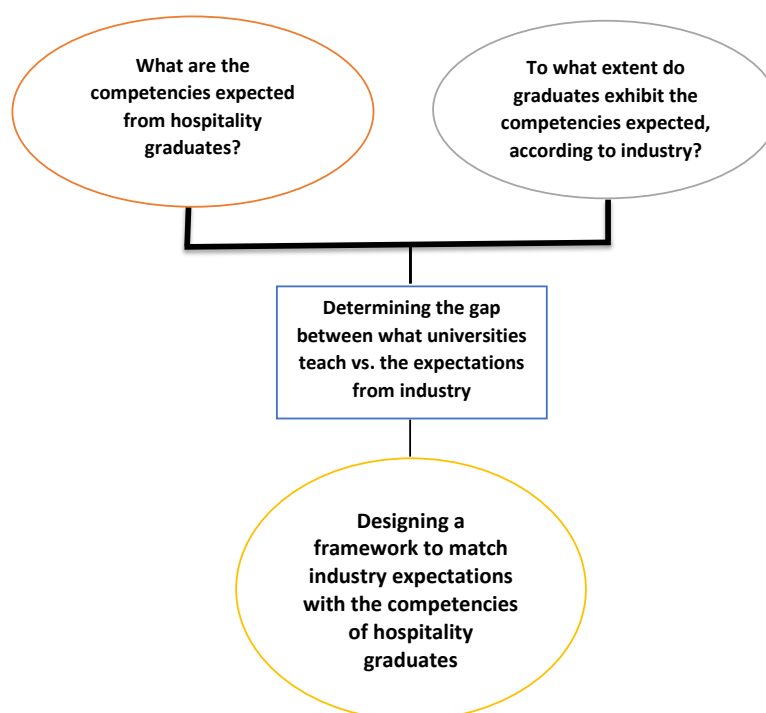 What are the
competencies expected
from hospitality
graduates?
To what extent do
graduates exhibit the
competencies expected,
according to industry?
Determining the gap
between what universities
teach vs. the expectations
from industry
Designing a
framework to match
industry expectations
with the competencies
of hospitality
graduates